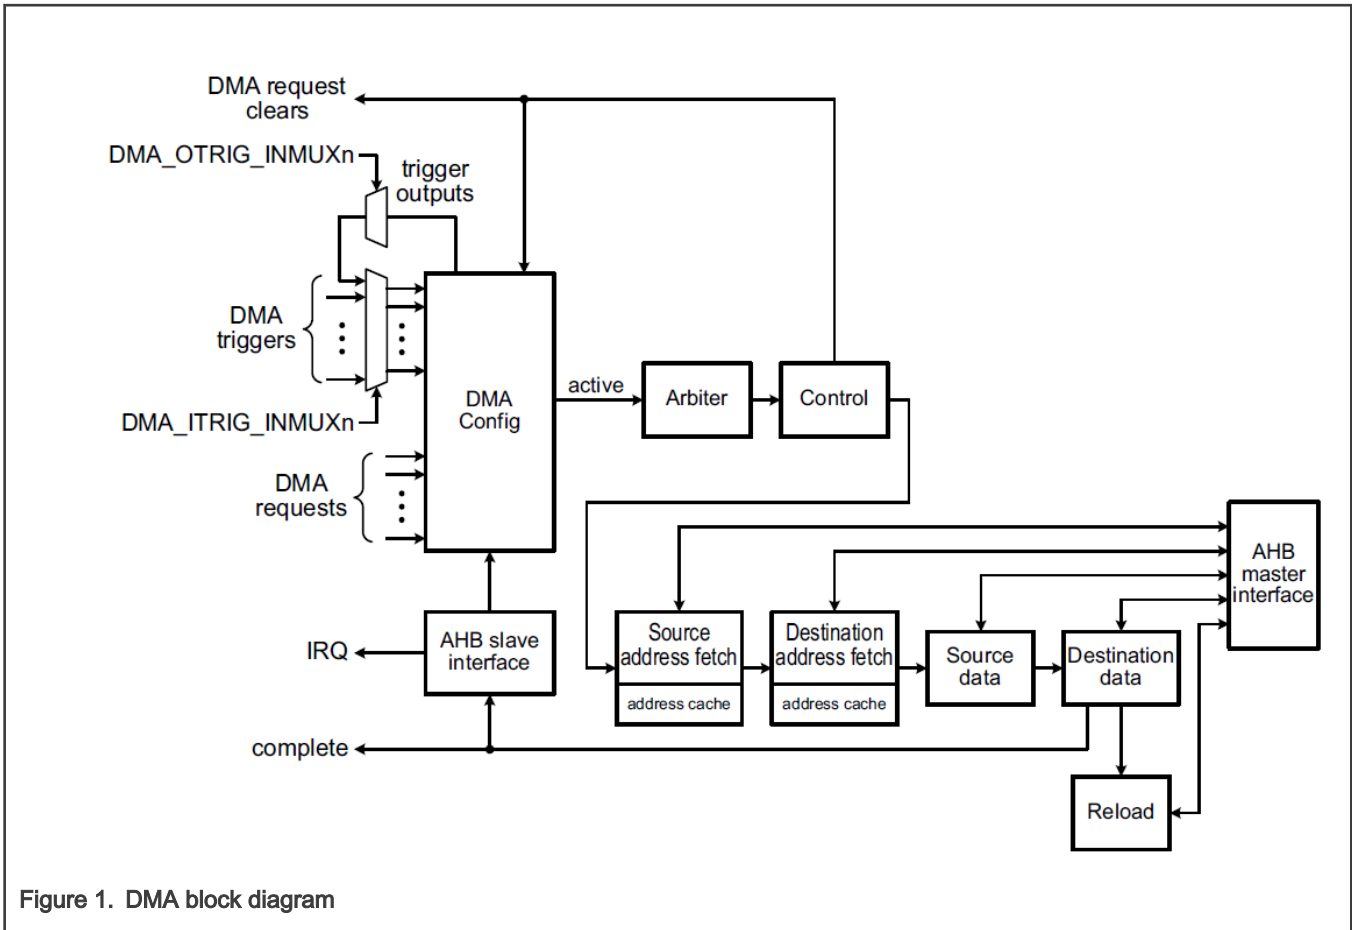 DMA request
clears
DMA_OTRIG_INMUXn
trigger
outputs
DMA
triggers
DMA_ITRIG_INMUXn
DMA
requests
DMA
Config
active
Arbiter
Control
AHB
master
interface
IRQ
AHB slave
interface
Source
address fetch
address cache
Destination
address fetch
address cache
Source
data
Destination
data
complete
Reload
Figure 1. DMA block diagram